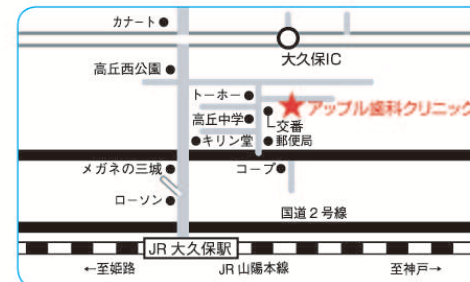 カナート
大久保IC
高丘西公園
トーホー
アップル歯科クリニック
高丘中学
交番
キリン堂
郵便局
メガネの三城
コープ
ローソン
国道2号線
JR 大久保駅
←至姫路
JR 山陽本線
至神戸→